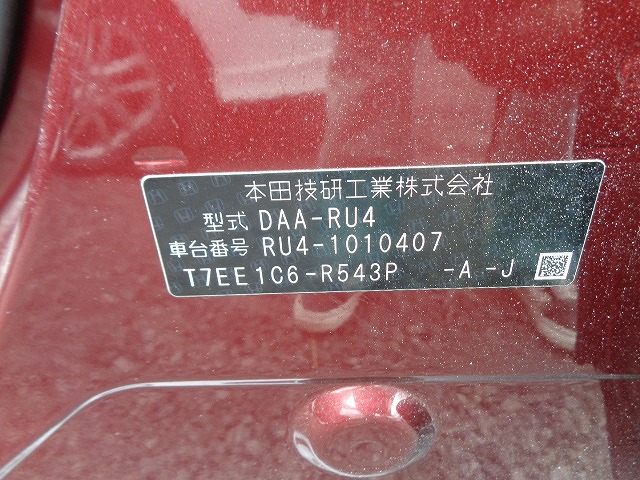 本田技研工業株式会社
型式 DAA-RU4
車台番号 RU4-1010407
T7EE1C6-R543P -A -J